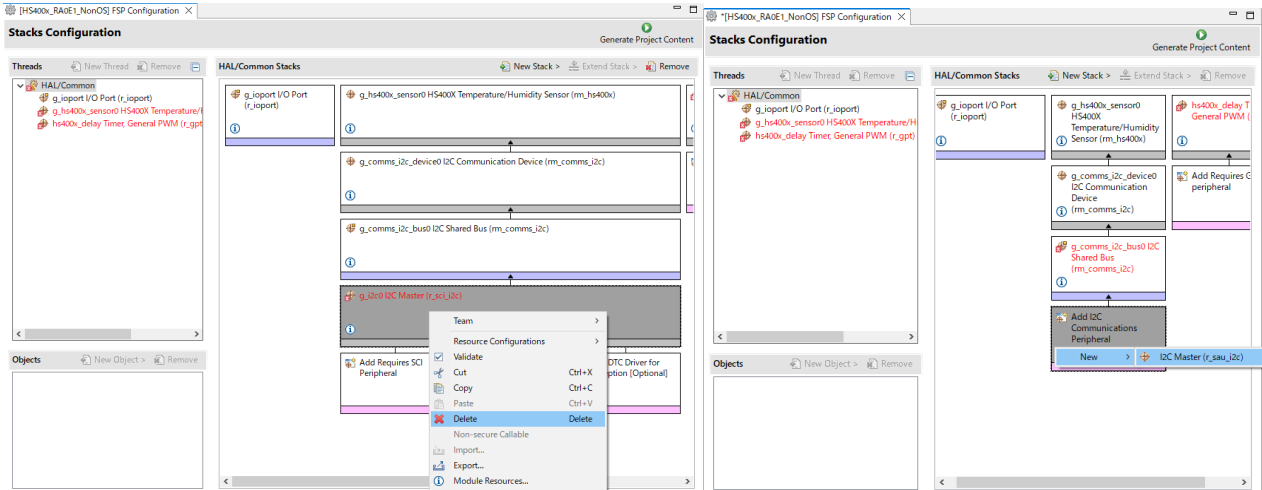 [HS400x_RA0E1_NonOS] FSP Configuration
Stacks Configuration
Generate Project Content
Threads
New Thread
Remove
HAL/Common
g_ioport I/O Port (r_ioport)
g_hs400x_sensor0 HS400X Temperature/
hs400x_delay Timer, General PWM (r_gpt
Objects
New Object >
Remove
HAL/Common Stacks
New Stack >
Extend Stack >
Remove
g_ioport I/O Port
(r_ioport)
g_hs400x_sensor0 HS400X Temperature/Humidity Sensor (rm_hs400x)
g_comms_i2c_device0 I2C Communication Device (rm_comms_i2c)
g_comms_i2c_bus0 I2C Shared Bus (rm_comms_i2c)
g_i2c0 I2C Master (r_sci_i2c)
Add Requires SCI
Peripheral
DTC Driver for
ption [Optional]
Team
Resource Configurations
Validate
Cut Ctrl+X
Copy Ctrl+C
Paste Ctrl+V
Delete Delete
Non-secure Callable
Import...
Export...
Module Resources...
*[HS400x_RA0E1_NonOS] FSP Configuration
Stacks Configuration
Generate Project Content
Threads
New Thread
Remove
HAL/Common
g_ioport I/O Port (r_ioport)
g_hs400x_sensor0 HS400X Temperature/H
hs400x_delay Timer, General PWM (r_gpt)
Objects
New Object >
Remove
HAL/Common Stacks
New Stack >
Extend Stack >
Remove
g_ioport I/O Port
(r_ioport)
g_hs400x_sensor0
HS400X
Temperature/Humidity
Sensor (rm_hs400x)
hs400x_delay T
General PWM (
g_comms_i2c_device0
I2C Communication
Device
(rm_comms_i2c)
Add Requires G
peripheral
g_comms_i2c_bus0 I2C
Shared Bus
(rm_comms_i2c)
Add I2C
Communications
Peripheral
New
I2C Master (r_sau_i2c)